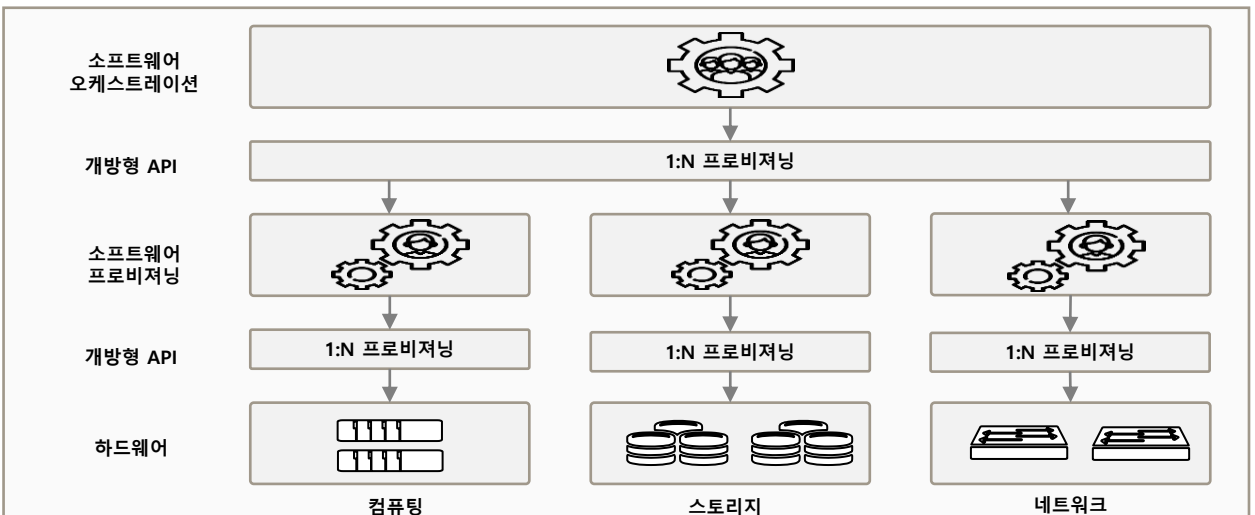 소프트웨어
오케스트레이션
개방형 API
1:N 프로비져닝
소프트웨어
프로비져닝
개방형 API
1:N 프로비져닝
1:N 프로비져닝
1:N 프로비져닝
하드웨어
컴퓨팅
스토리지
네트워크